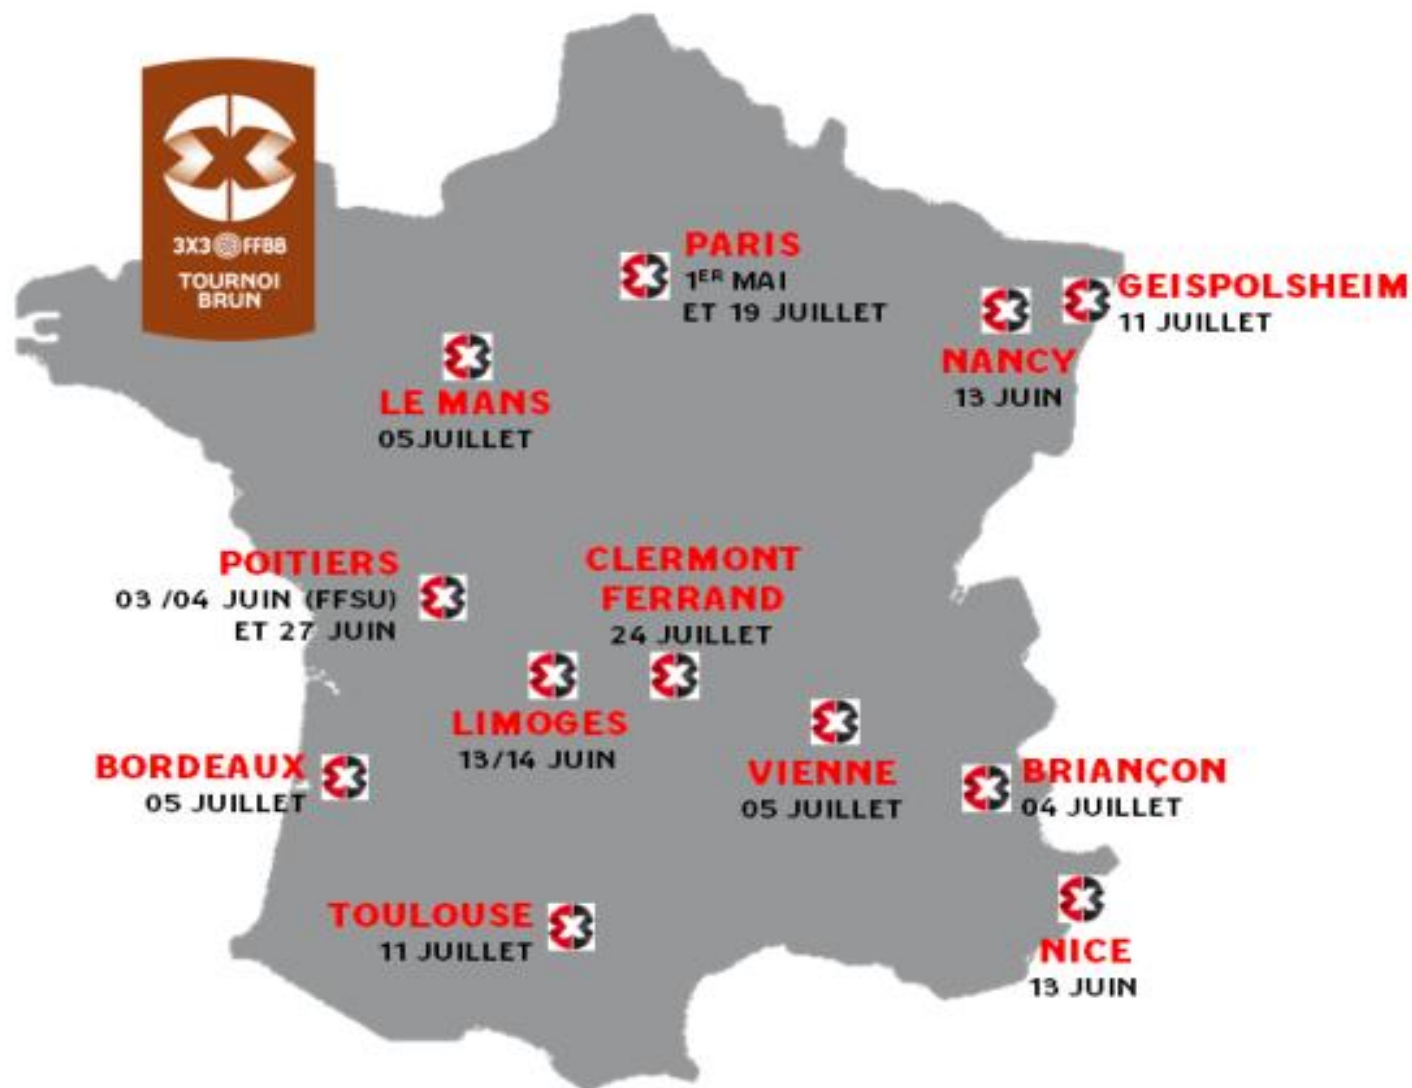 3X3 FFBB
TOURNOI
BRUN
PARIS
1ER MAI
ET 19 JUILLET
GEISPOLSHEIM
11 JUILLET
NANCY
13 JUIN
LE MANS
05JUILLET
POITIERS
03 /04 JUIN (FFSU)
ET 27 JUIN
CLERMONT
FERRAND
24 JUILLET
LIMOGES
13/14 JUIN
BORDEAUX
05 JUILLET
VIENNE
05 JUILLET
BRIANÇON
04 JUILLET
TOULOUSE
11 JUILLET
NICE
13 JUIN